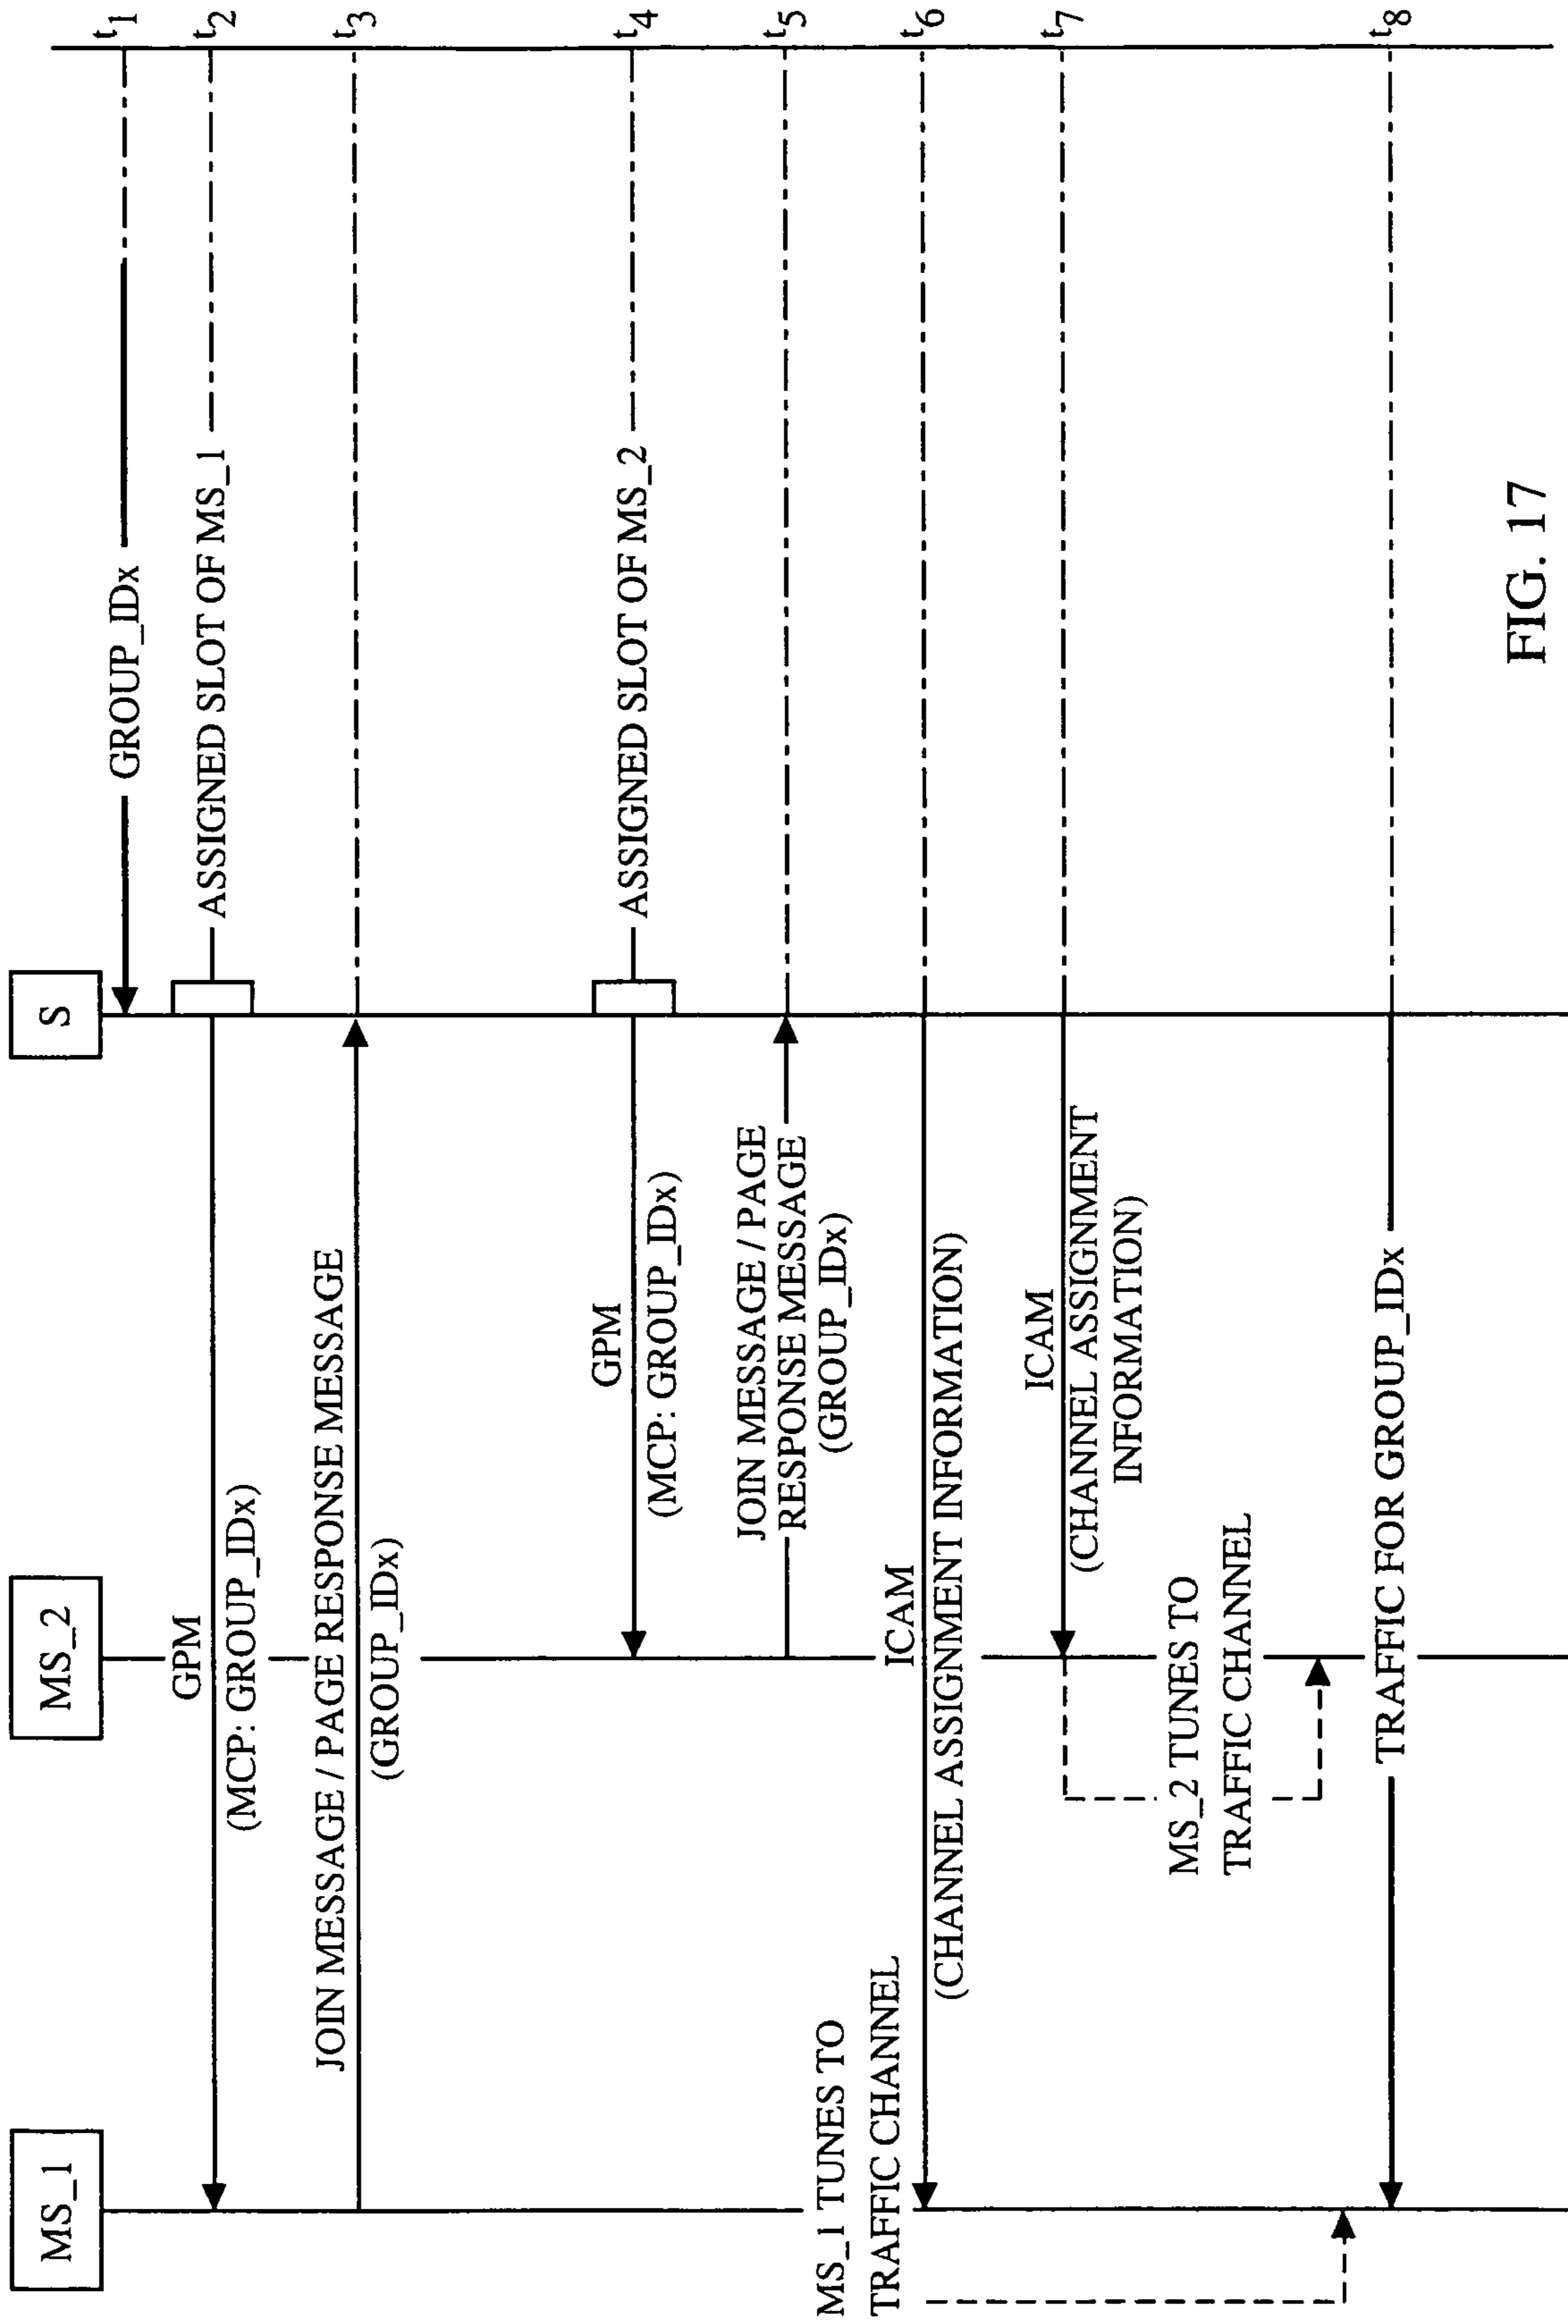 MS_1
MS_2
S
GROUP_IDx
t1
GPM
(MCP: GROUP_IDx)
ASSIGNED SLOT OF MS_1
t2
JOIN MESSAGE / PAGE RESPONSE MESSAGE
(GROUP_IDx)
t3
GPM
(MCP: GROUP_IDx)
ASSIGNED SLOT OF MS_2
t4
JOIN MESSAGE / PAGE
RESPONSE MESSAGE
(GROUP_IDx)
t5
MS_1 TUNES TO
TRAFFIC CHANNEL
ICAM
(CHANNEL ASSIGNMENT INFORMATION)
t6
ICAM
(CHANNEL ASSIGNMENT
INFORMATION)
t7
MS_2 TUNES TO
TRAFFIC CHANNEL
TRAFFIC FOR GROUP_IDx
t8
FIG. 17